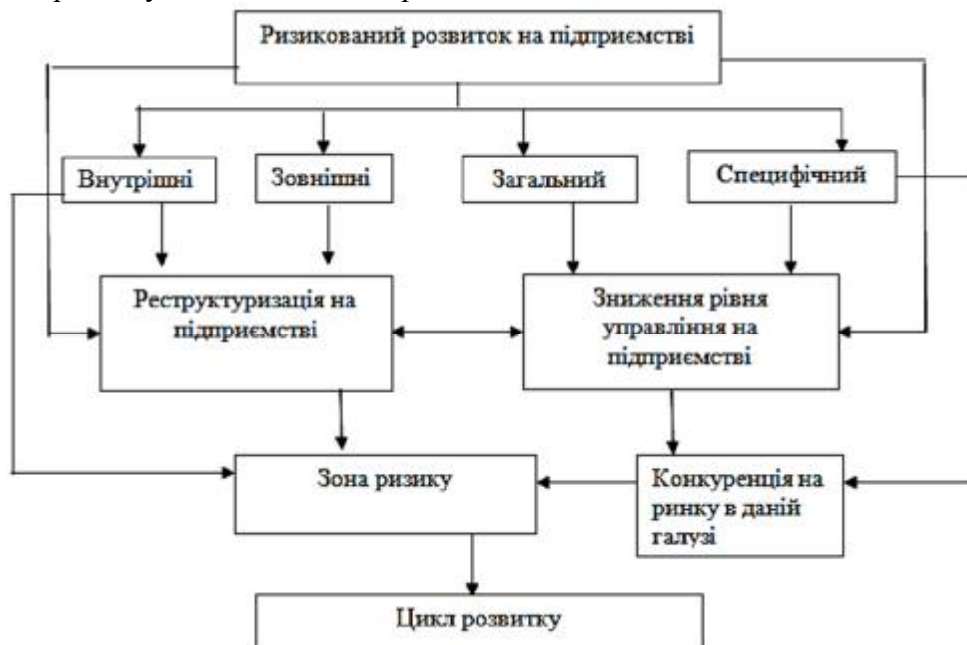 Ризикований розвиток на підприємстві
Внутрішні
Зовнішні
Загальний
Специфічний
Реструктуризація на
підприємстві
Зниження рівня
управління на
підприємстві
Зона ризику
Конкуренція на
ринку в даній
галузі
Цикл розвитку